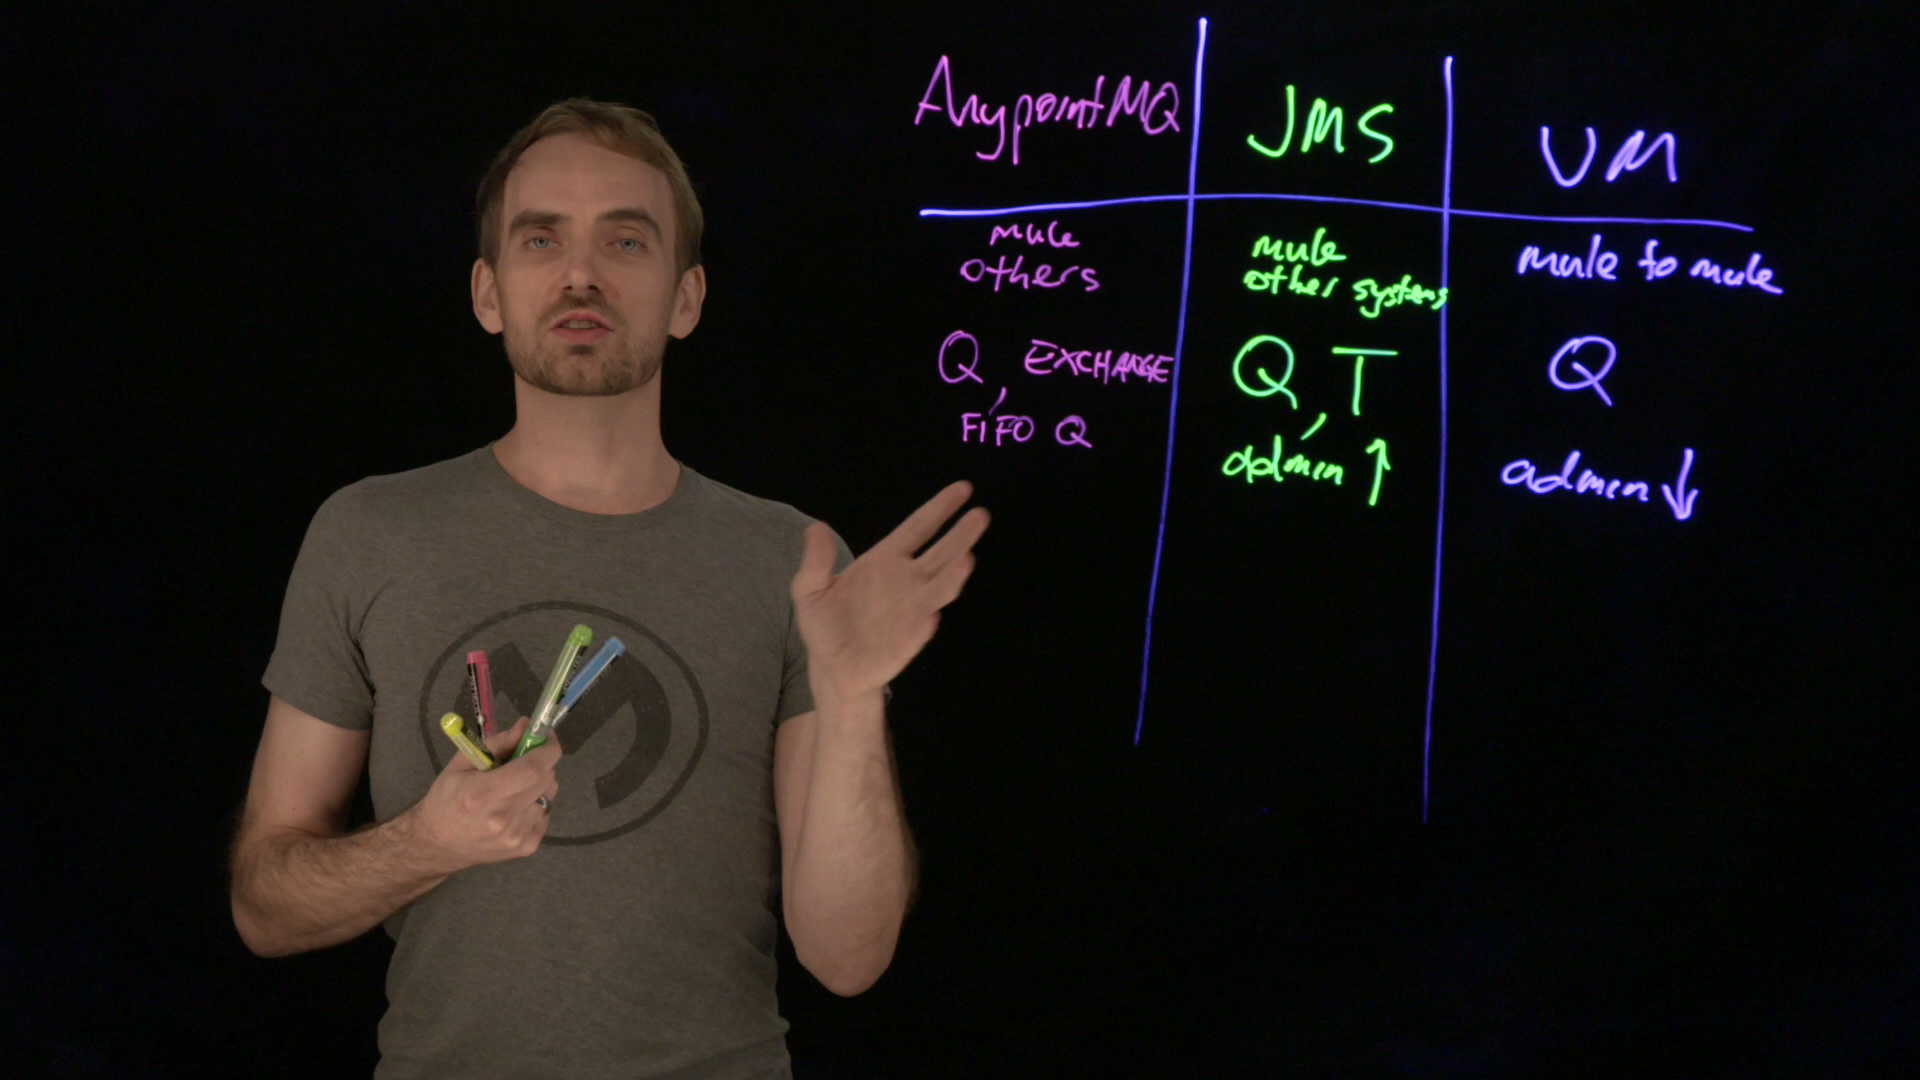 AnypointMQ
mule
others
Q, EXCHANGE
FIFO Q
JMS
mule
other systems
Q, T
admin ↑
VM
mule to mule
Q
admin ↓